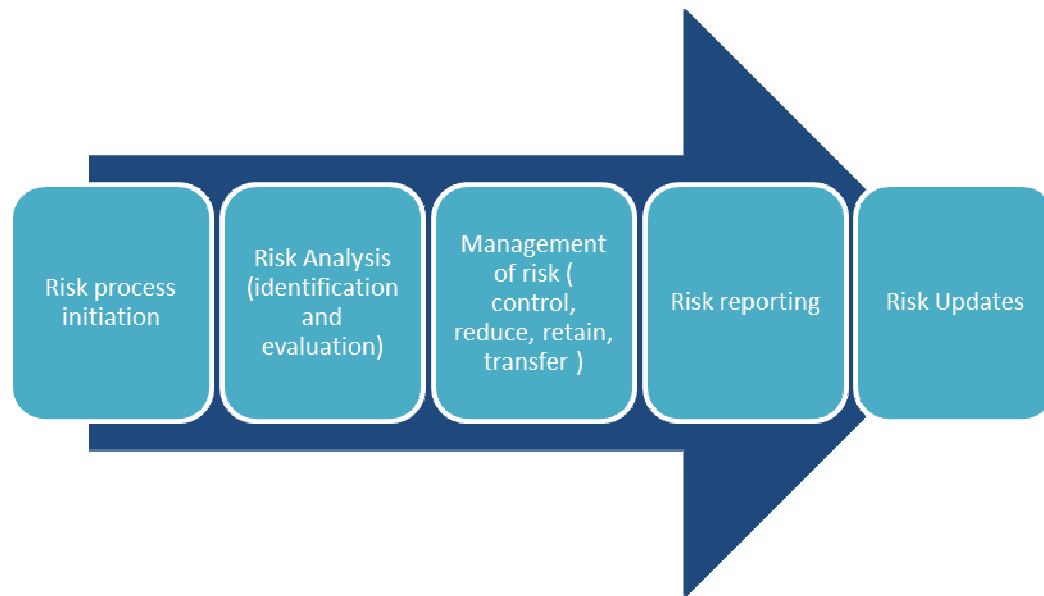 Risk process
initiation
Risk Analysis
(identification
and
evaluation)
Management
of risk (
control,
reduce, retain,
transfer )
Risk reporting
Risk Updates